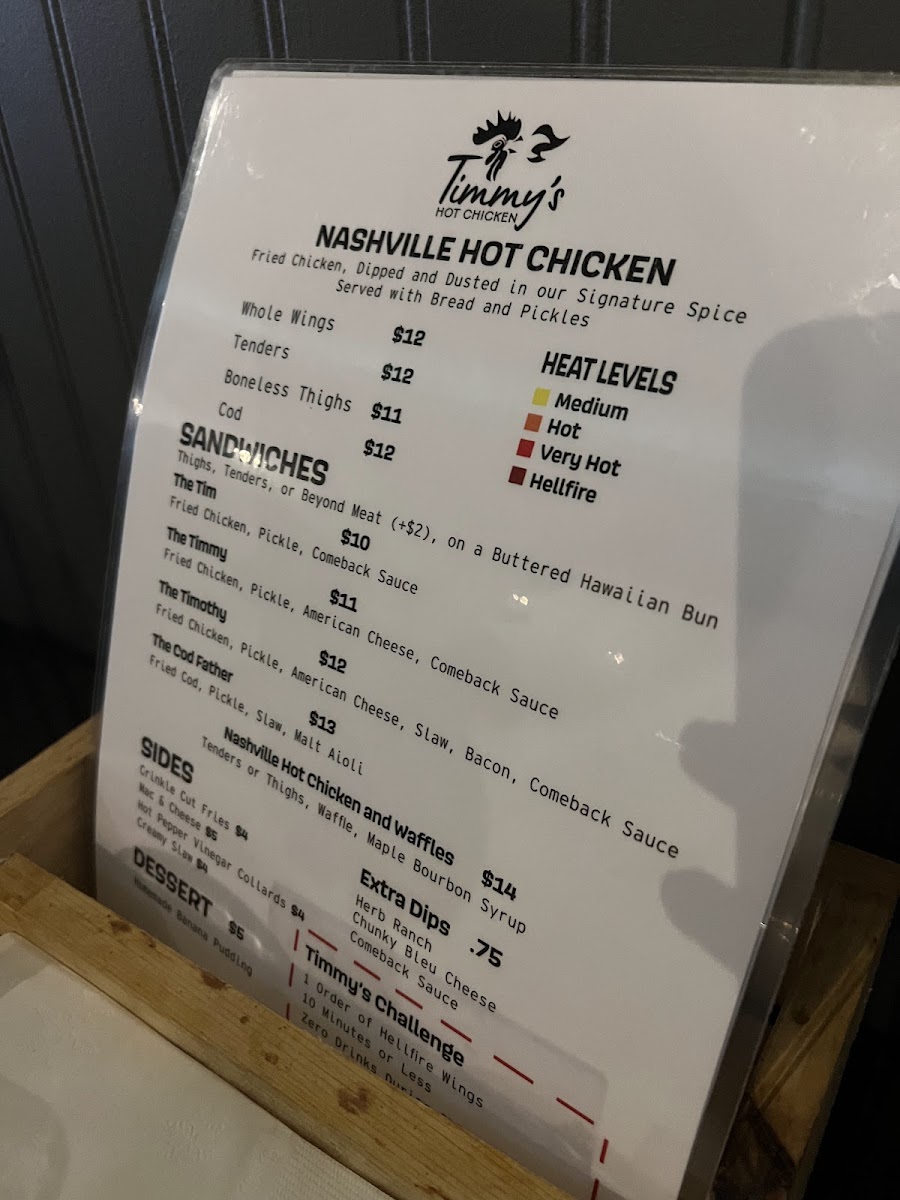 Timmy's
HOT CHICKEN
NASHVILLE HOT CHICKEN
Fried Chicken, Dipped and Dusted in our Signature Spice
Served with Bread and Pickles
Whole Wings $12
Tenders $12
Boneless Thighs $11
Cod $12
HEAT LEVELS
Medium
Hot
Very Hot
Hellfire
SANDWICHES
Thighs, Tenders, or Beyond Meat (+$2), on a Buttered Hawaiian Bun
The Tim $10
Fried Chicken, Pickle, Comeback Sauce
The Timmy $11
Fried Chicken, Pickle, American Cheese, Comeback Sauce
The Timothy $12
Fried Chicken, Pickle, American Cheese, Slaw, Bacon, Comeback Sauce
The Cod Father $13
Fried Cod, Pickle, Slaw, Malt Aioli
Nashville Hot Chicken and Waffles $14
Tenders or Thighs, Waffle, Maple Bourbon Syrup
SIDES
Crinkle Cut Fries $4
Mac & Cheese $5
Hot Pepper Vinegar Collards $4
Creamy Slaw $4
DESSERT $5
Homemade Banana Pudding
Extra Dips .75
Herb Ranch
Chunky Bleu Cheese
Comeback Sauce
Timmy's Challenge
1 Order of Hellfire Wings
10 Minutes or Less
Zero Drinks